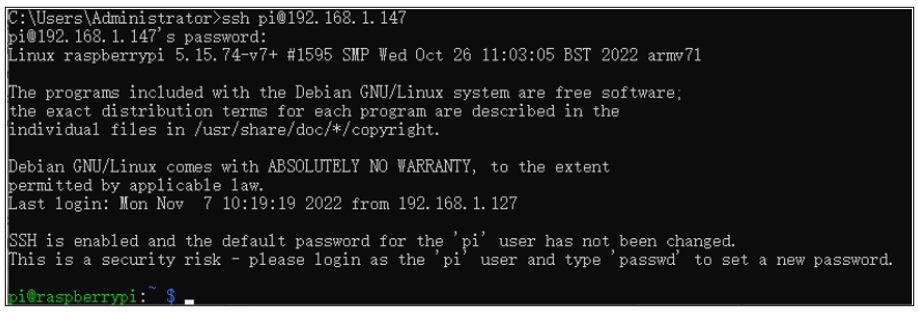 C:\Users\Administrator>ssh pi@192.168.1.147
pi@192.168.1.147's password:
Linux raspberrypi 5.15.74-v7+ #1595 SMP Wed Oct 26 11:03:05 BST 2022 armv7l
The programs included with the Debian GNU/Linux system are free software;
the exact distribution terms for each program are described in the
individual files in /usr/share/doc/*/copyright.
Debian GNU/Linux comes with ABSOLUTELY NO WARRANTY, to the extent
permitted by applicable law.
Last login: Mon Nov  7 10:19:19 2022 from 192.168.1.127
SSH is enabled and the default password for the 'pi' user has not been changed.
This is a security risk - please login as the 'pi' user and type 'passwd' to set a new password.
pi@raspberrypi:~ $